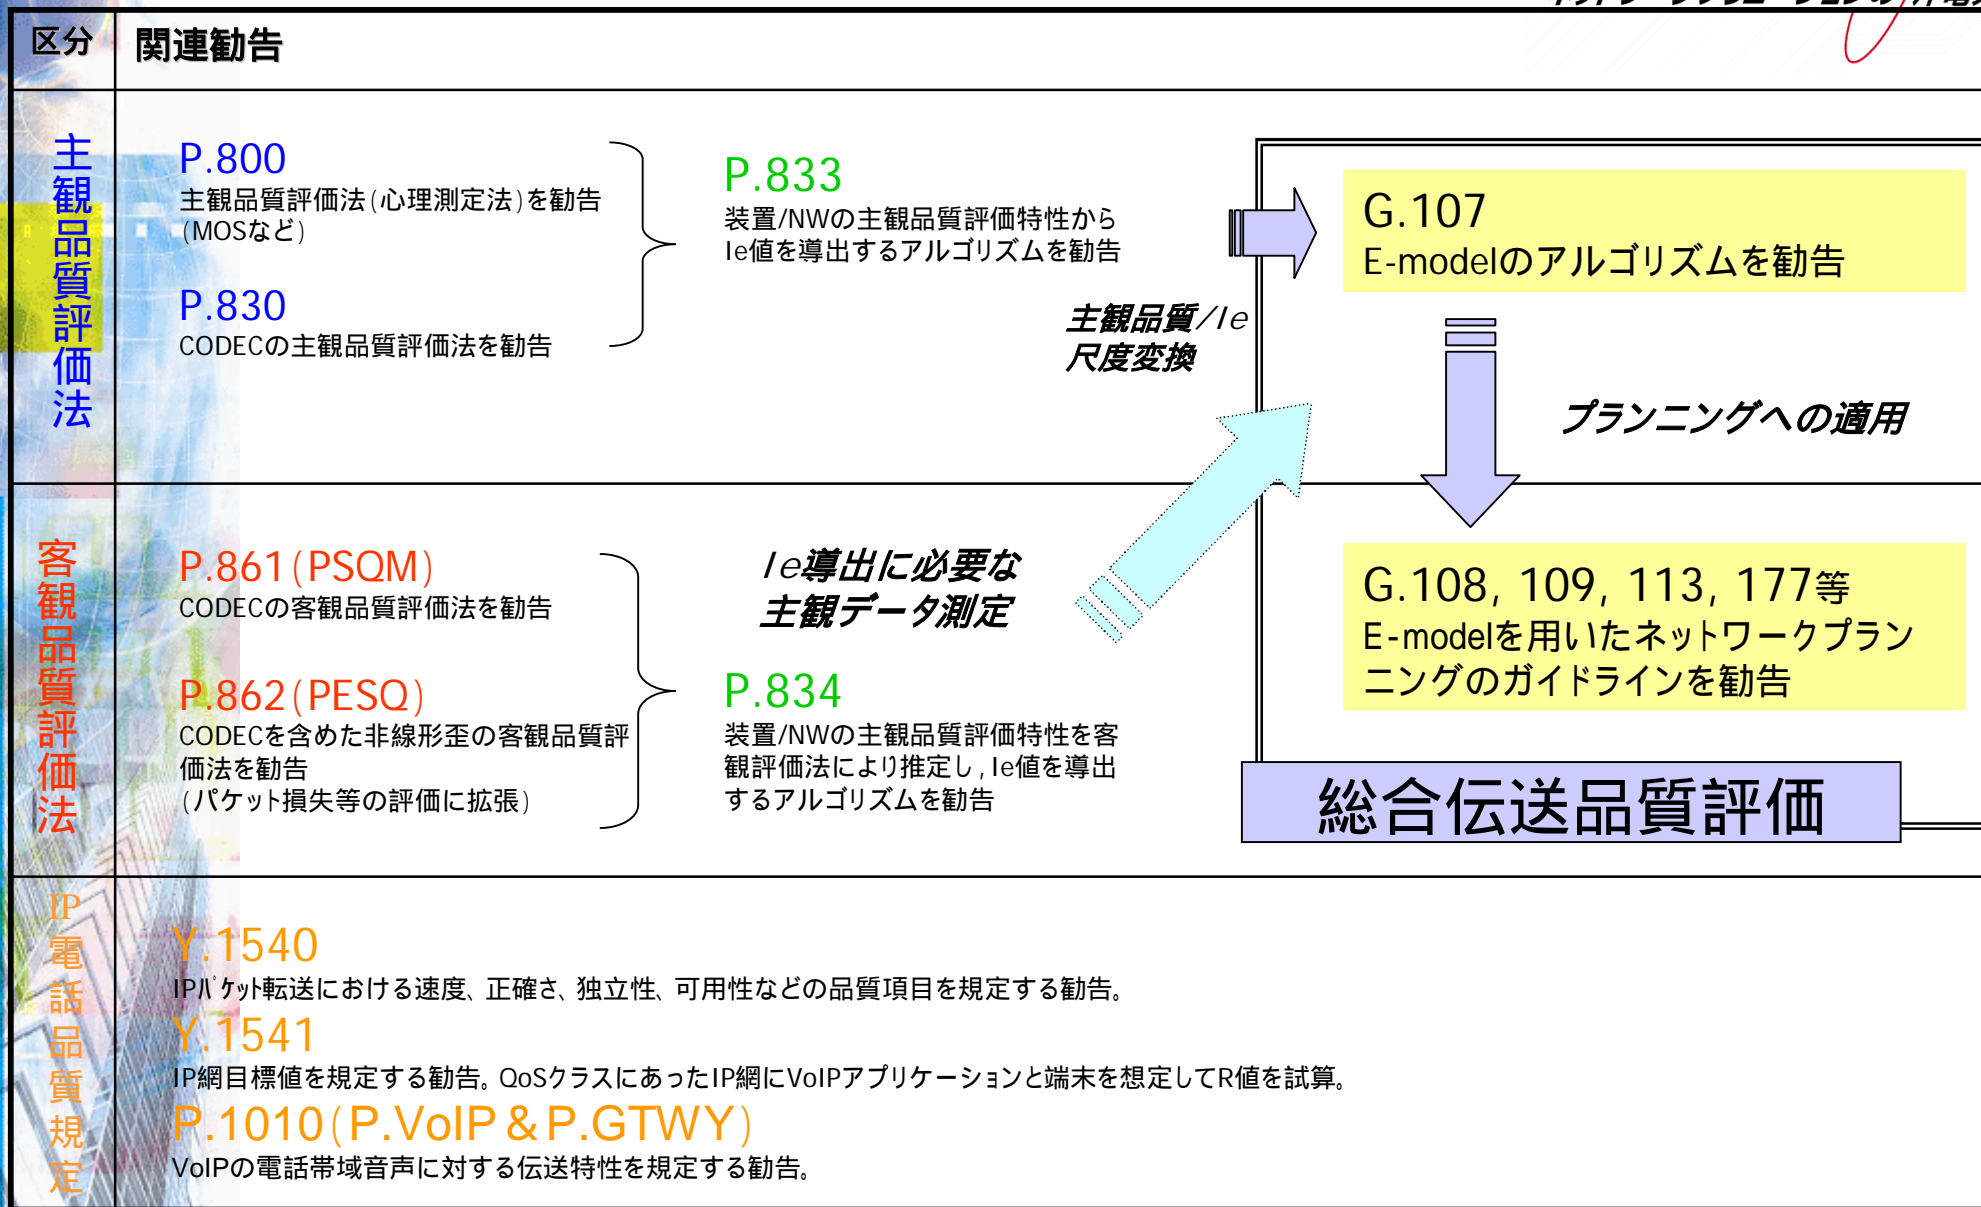 区分
関連勧告
主観品質評価法
P.800
主観品質評価法(心理測定法)を勧告
(MOSなど)
P.830
CODECの主観品質評価法を勧告
P.833
装置/NWの主観品質評価特性から
Ie値を導出するアルゴリズムを勧告
主観品質/Ie
尺度変換
G.107
E-modelのアルゴリズムを勧告
プランニングへの適用
客観品質評価法
P.861(PSQM)
CODECの客観品質評価法を勧告
P.862(PESQ)
CODECを含めた非線形歪の客観品質評
価法を勧告
(パケット損失等の評価に拡張)
Ie導出に必要な
主観データ測定
P.834
装置/NWの主観品質評価特性を客
観評価法により推定し,Ie値を導出
するアルゴリズムを勧告
G.108, 109, 113, 177等
E-modelを用いたネットワークプラン
ニングのガイドラインを勧告
総合伝送品質評価
IP電話品質規定
Y.1540
IPﾊﾟｹｯﾄ転送における速度、正確さ、独立性、可用性などの品質項目を規定する勧告。
Y.1541
IP網目標値を規定する勧告。QoSクラスにあったIP網にVoIPアプリケーションと端末を想定してR値を試算。
P.1010(P.VoIP＆P.GTWY)
VoIPの電話帯域音声に対する伝送特性を規定する勧告。